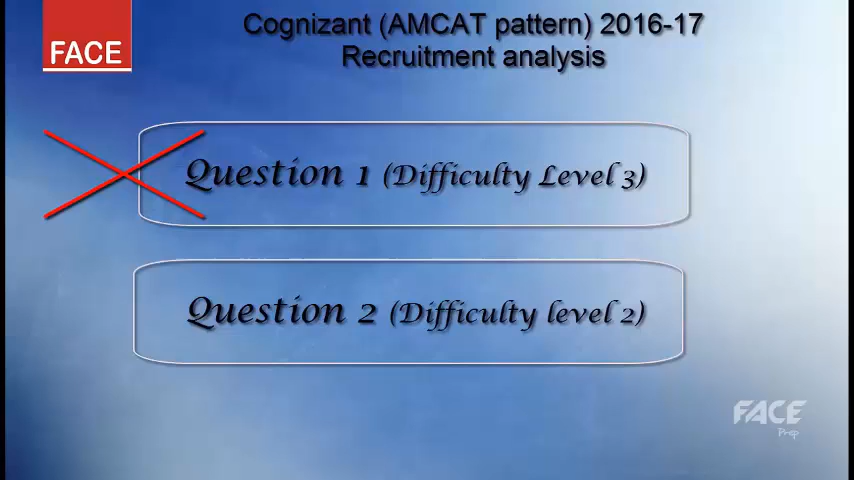 FACE
Cognizant (AMCAT pattern) 2016-17
Recruitment analysis
Question 1 (Difficulty Level 3)
Question 2 (Difficulty level 2)
FACE
Prep